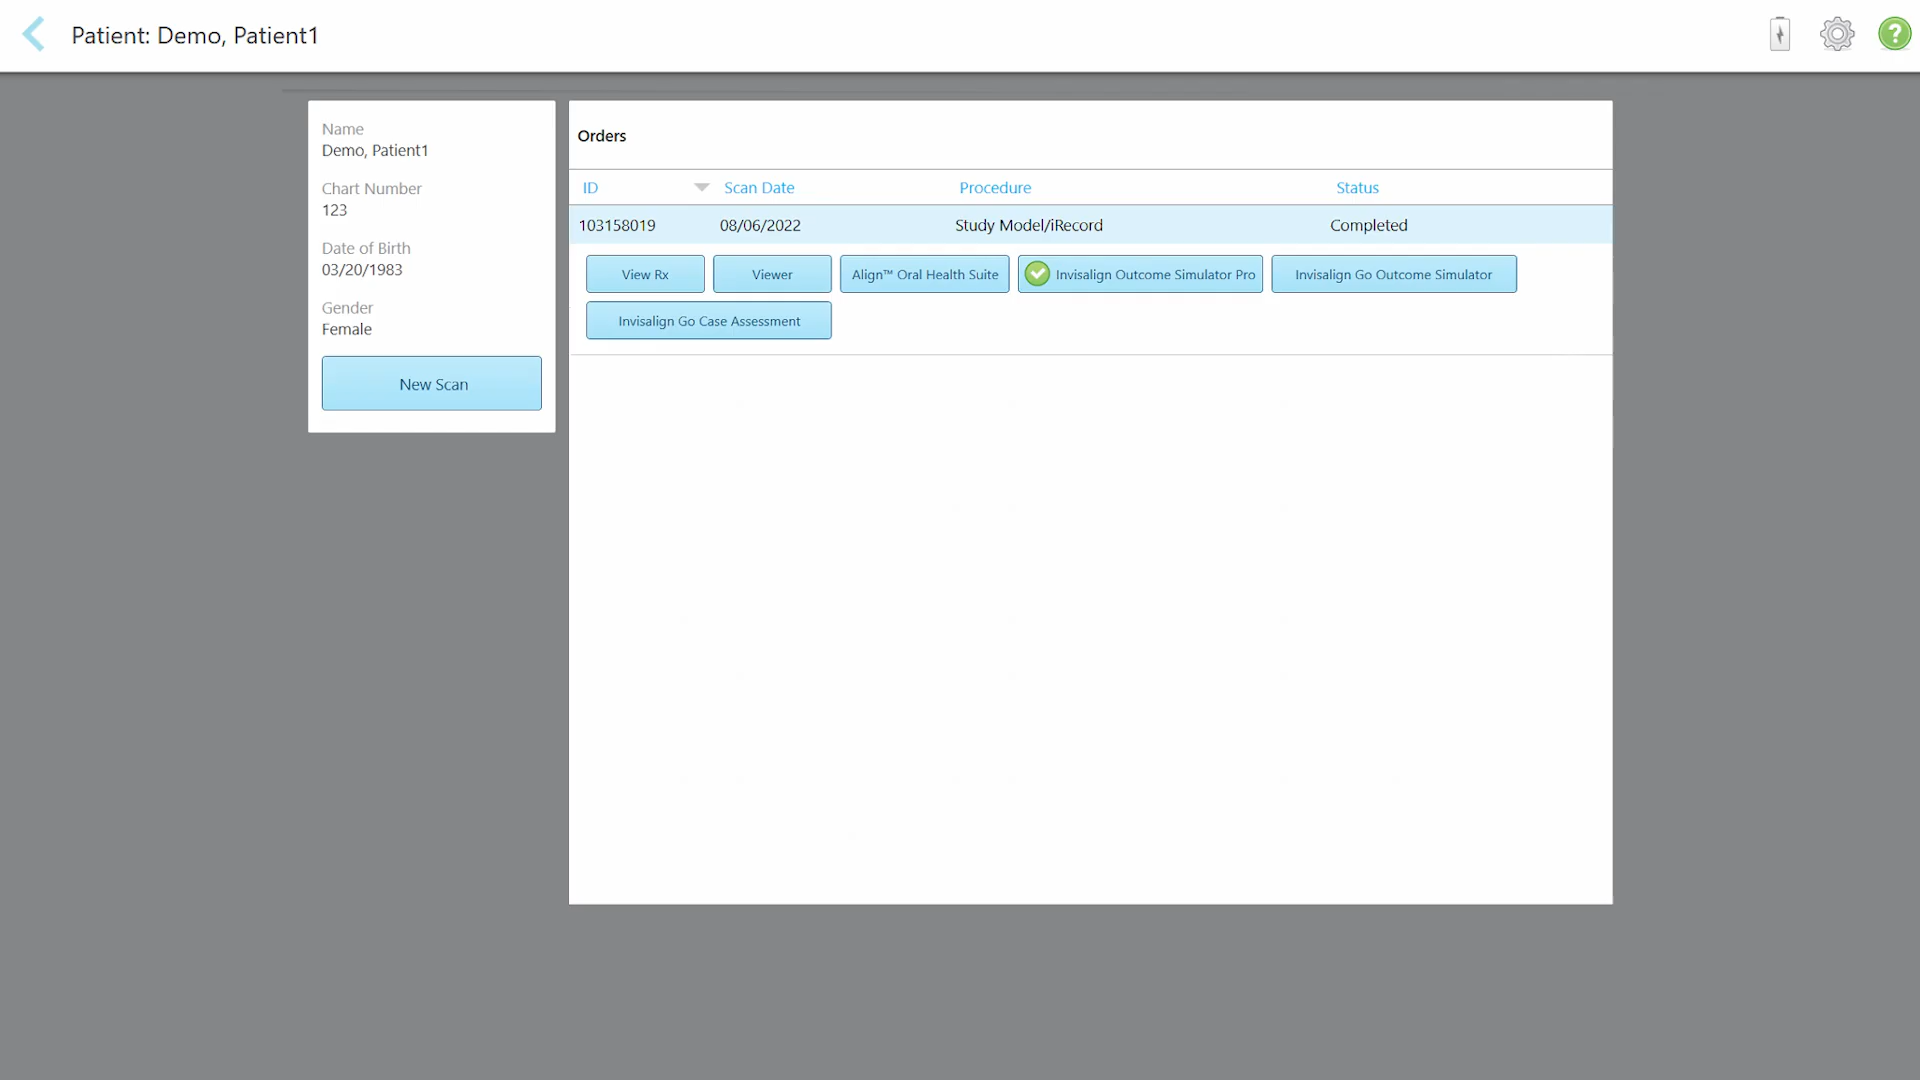 Patient: Demo, Patient1
?
Name
Demo, Patient1
Chart Number
123
Date of Birth
03/20/1983
Gender
Female
New Scan
Orders
ID Scan Date Procedure Status
103158019 08/06/2022 Study Model/iRecord Completed
View Rx Viewer Align™ Oral Health Suite Invisalign Outcome Simulator Pro Invisalign Go Outcome Simulator
Invisalign Go Case Assessment